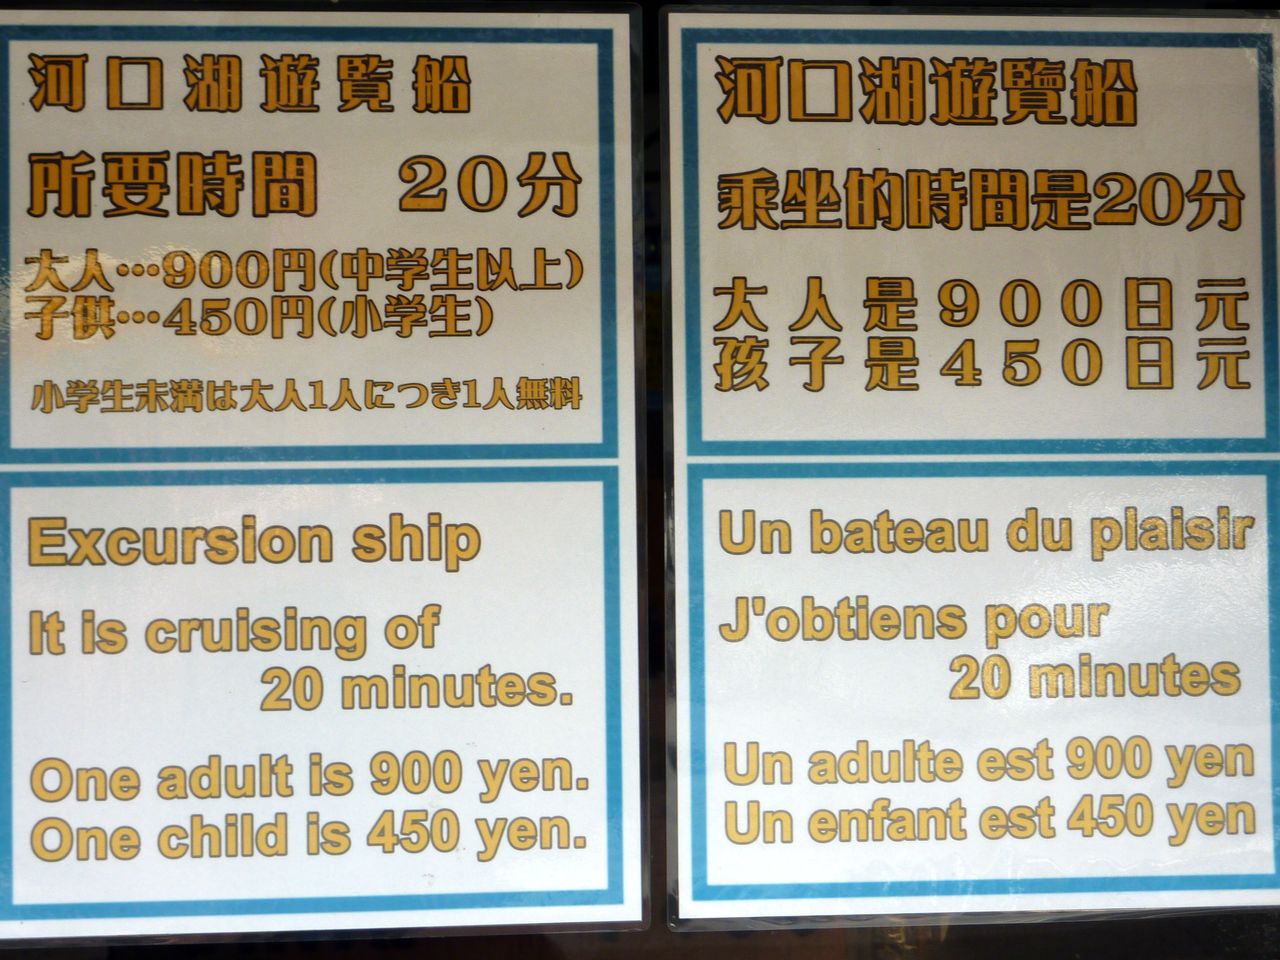 河口湖遊覧船
所要時間 20分
大人…900円(中学生以上)
子供…450円(小学生)
小学生未満は大人1人につき1人無料
Excursion ship
It is cruising of
20 minutes.
One adult is 900 yen.
One child is 450 yen.
河口湖遊覽船
乘坐的時間是20分
大人是900日元
孩子是450日元
Un bateau du plaisir
J'obtiens pour
20 minutes
Un adulte est 900 yen
Un enfant est 450 yen